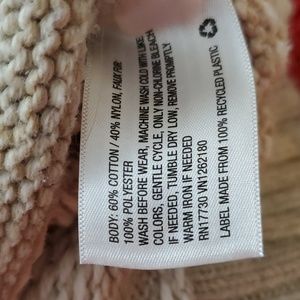 BODY: 60% COTTON / 40% NYLON, FAUX FIR
100% POLYESTER
WASH BEFORE WEAR, MACHINE WASH COLD WITH LIKE
COLORS, GENTLE CYCLE, ONLY NON-CHLORINE BLEACH
IF NEEDED, TUMBLE DRY LOW, REMOVE PROMPTLY
WARM IRON IF NEEDED
RN17730 VN1262180
LABEL MADE FROM 100% RECYCLED PLASTIC